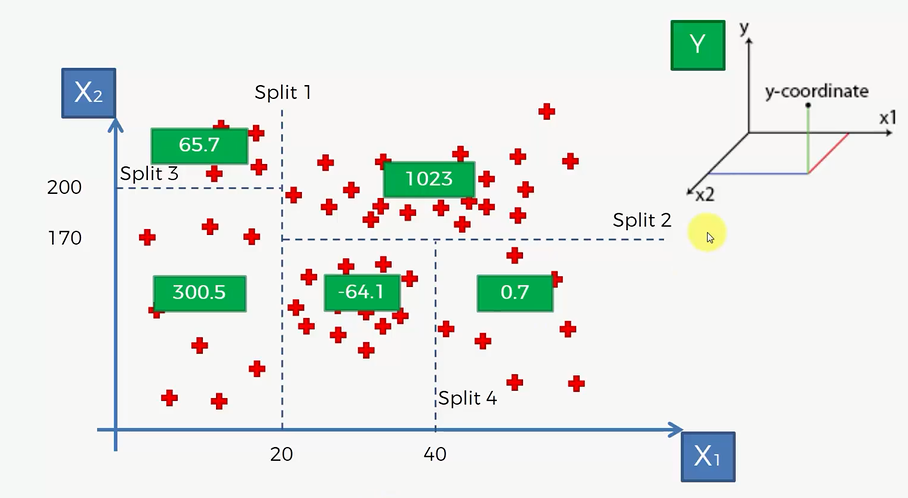 Y
y
y-coordinate
x1
x2
X₂
Split 1
65.7
Split 3
1023
200
Split 2
170
300.5
-64.1
0.7
Split 4
20
40
X₁